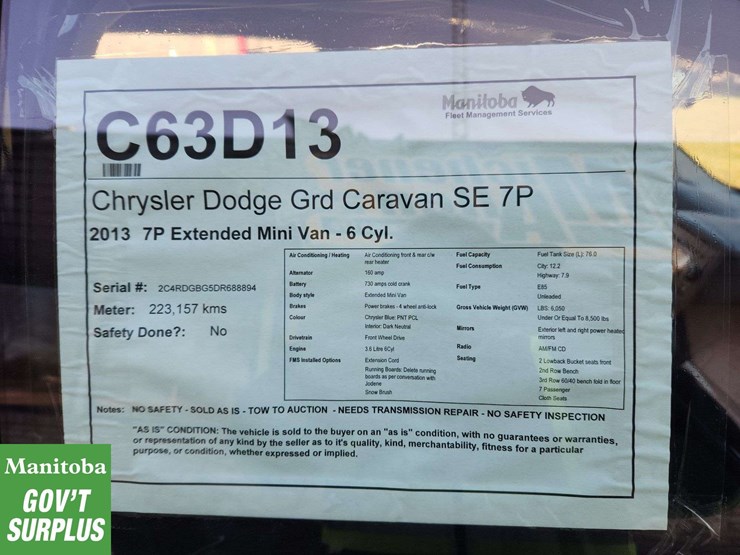 Manitoba
Fleet Management Services
C63D13
Chrysler Dodge Grd Caravan SE 7P
2013 7P Extended Mini Van - 6 Cyl.
Serial #: 2C4RDGBG5DR688894
Meter: 223,157 kms
Safety Done?: No
Air Conditioning / Heating Air Conditioning front & rear c/w
rear heater
Alternator 160 amp
Battery 730 amps cold crank
Body style Extended Mini Van
Brakes Power brakes - 4 wheel anti-lock
Colour Chrysler Blue; PNT PCL
Interior: Dark Neutral
Drivetrain Front Wheel Drive
Engine 3.6 Litre 6Cyl
FMS Installed Options Extension Cord
Running Boards: Delete running
boards as per conversation with
Jodene
Snow Brush
Fuel Capacity Fuel Tank Size (L): 76.0
Fuel Consumption City: 12.2
Highway: 7.9
Fuel Type E85
Unleaded
Gross Vehicle Weight (GVW) LBS: 6,050
Under Or Equal To 8,500 lbs
Mirrors Exterior left and right power heated
mirrors
Radio AM/FM CD
Seating 2 Lowback Bucket seats front
2nd Row Bench
3rd Row 60/40 bench fold in floor
7 Passenger
Cloth Seats
Notes: NO SAFETY - SOLD AS IS - TOW TO AUCTION - NEEDS TRANSMISSION REPAIR - NO SAFETY INSPECTION
"AS IS" CONDITION: The vehicle is sold to the buyer on an "as is" condition, with no guarantees or warranties,
or representation of any kind by the seller as to it's quality, kind, merchantability, fitness for a particular
purpose, or condition, whether expressed or implied.
Manitoba
GOV'T
SURPLUS